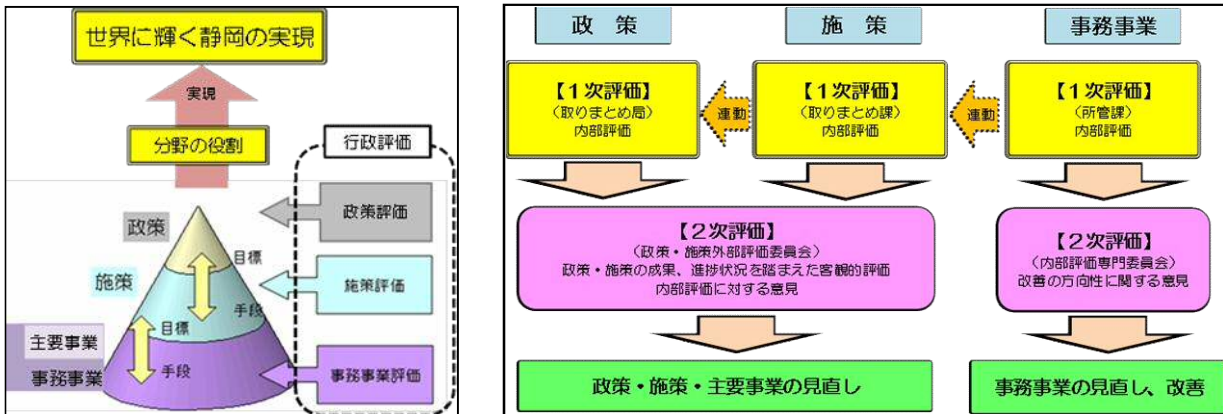 世界に輝く静岡の実現
実現
分野の役割
行政評価
政策評価
政策
目標
施策
施策評価
手段
目標
主要事業
手段
事務事業
事務事業評価
政 策
施 策
事務事業
【１次評価】
（取りまとめ局）
内部評価
連動
【１次評価】
（取りまとめ課）
内部評価
連動
【１次評価】
（所管課）
内部評価
【２次評価】
（政策・施策外部評価委員会）
政策・施策の成果、進捗状況を踏まえた客観的評価
内部評価に対する意見
【２次評価】
（内部評価専門委員会）
改善の方向性に関する意見
政策・施策・主要事業の見直し
事務事業の見直し、改善